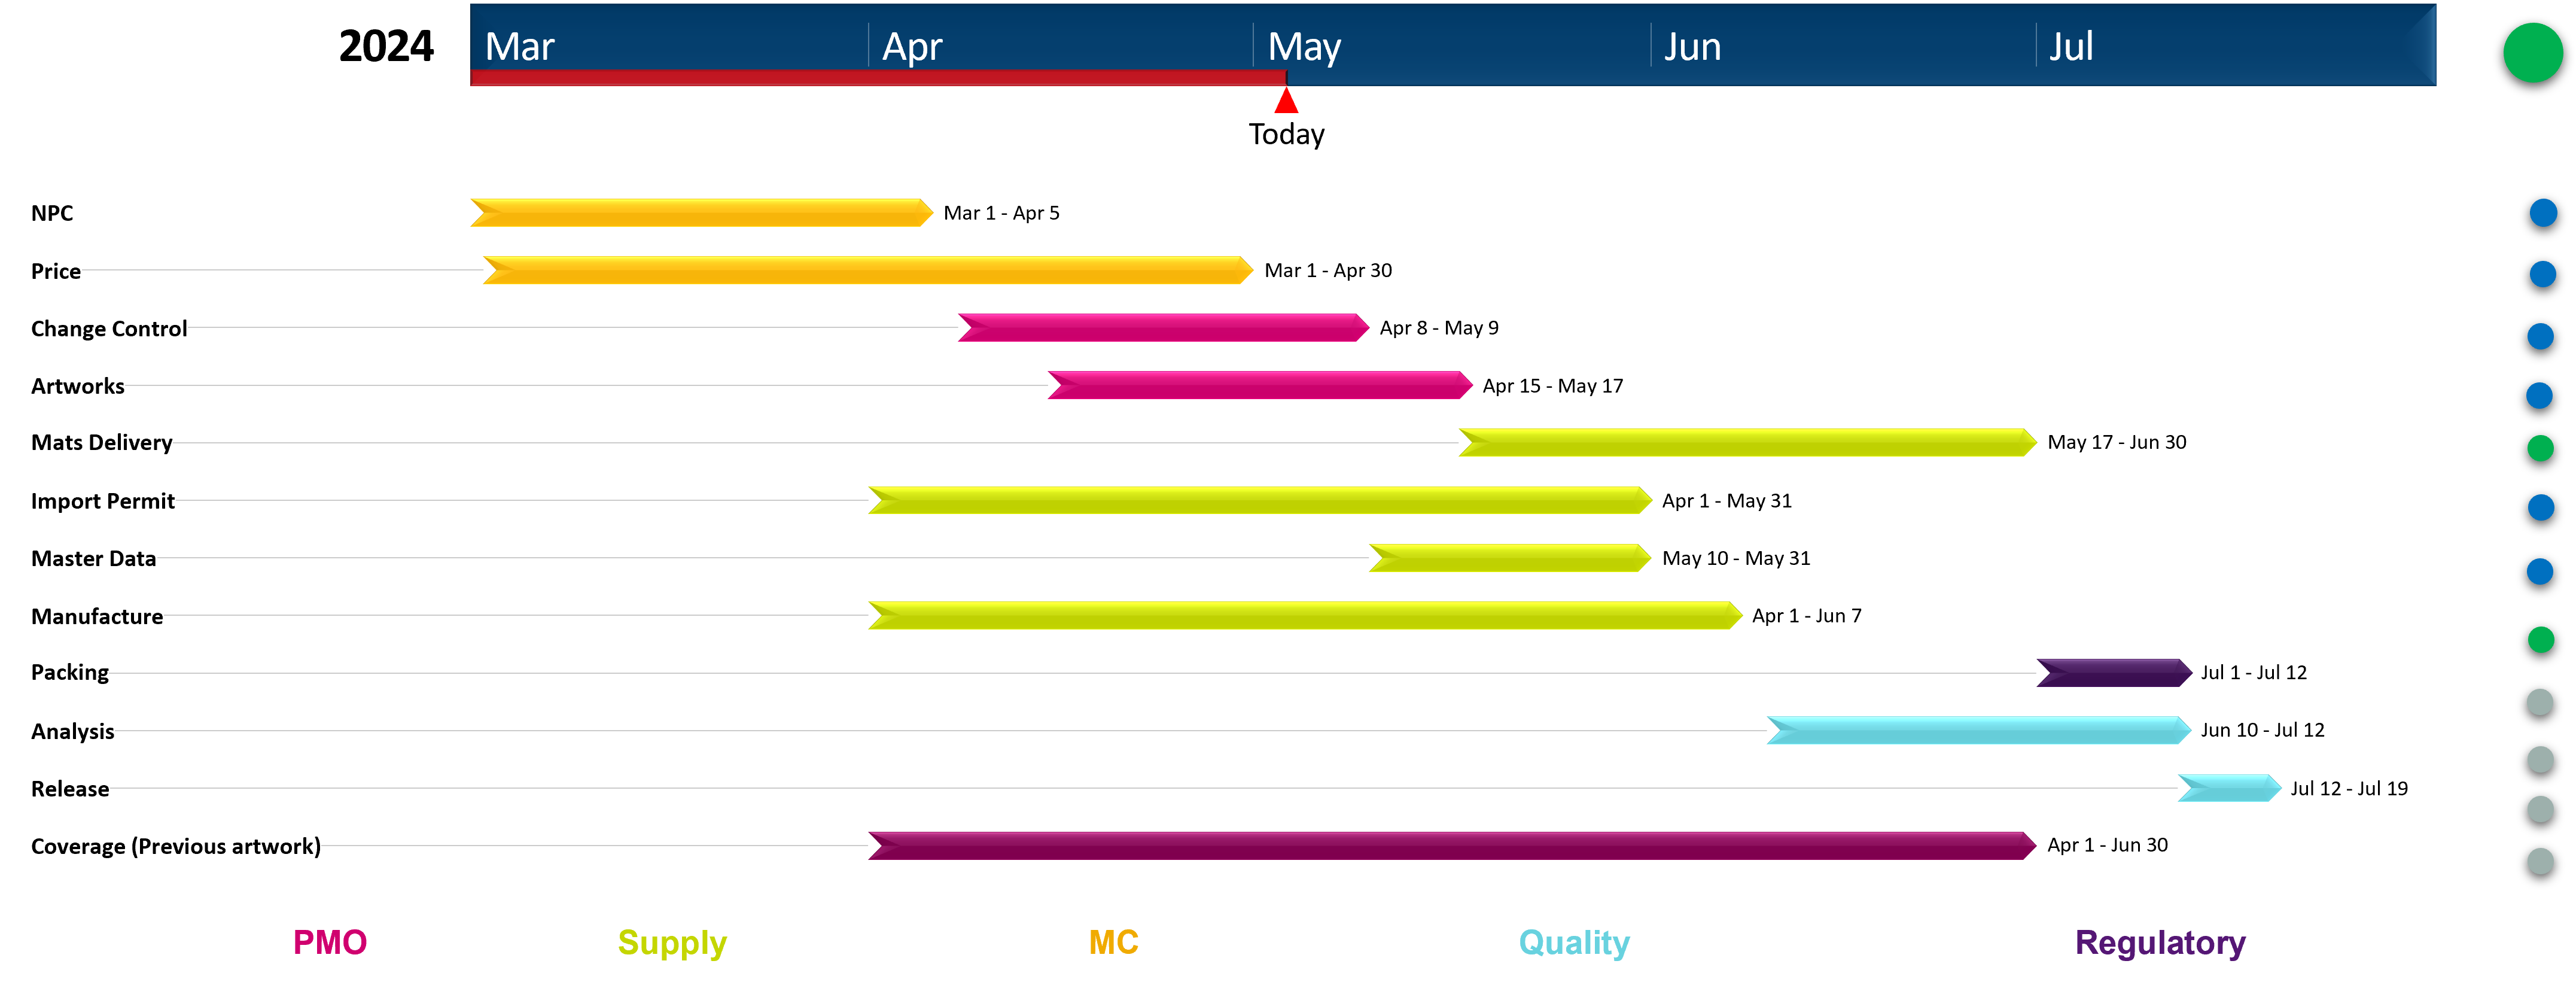 2024 Mar Apr May Jun Jul
Today
NPC Mar 1 - Apr 5
Price Mar 1 - Apr 30
Change Control Apr 8 - May 9
Artworks Apr 15 - May 17
Mats Delivery May 17 - Jun 30
Import Permit Apr 1 - May 31
Master Data May 10 - May 31
Manufacture Apr 1 - Jun 7
Packing Jul 1 - Jul 12
Analysis Jun 10 - Jul 12
Release Jul 12 - Jul 19
Coverage (Previous artwork) Apr 1 - Jun 30
PMO Supply MC Quality Regulatory